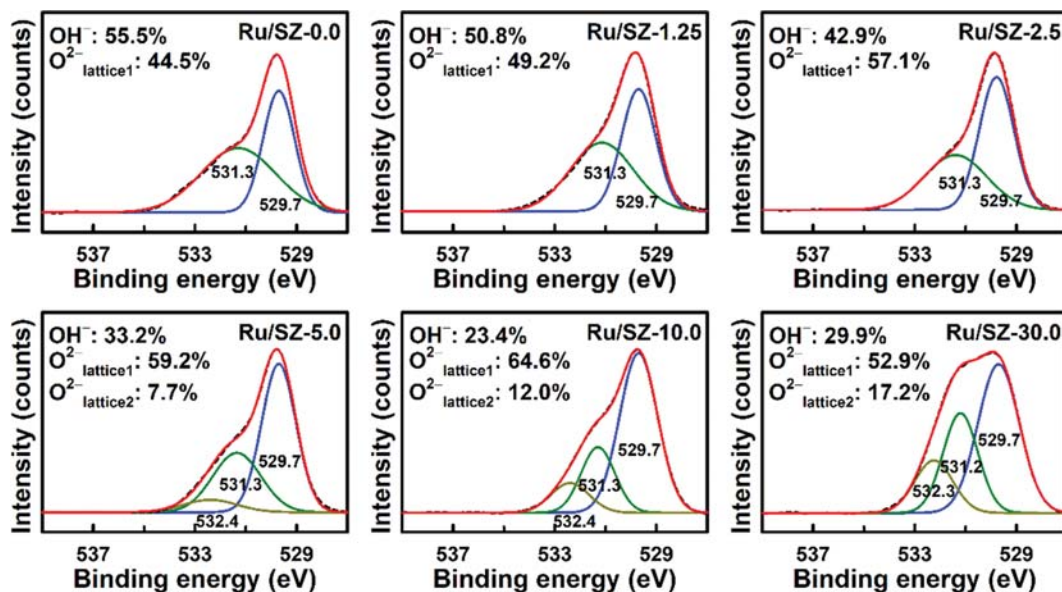 Intensity (counts)
OH⁻: 55.5%
O²⁻lattice1: 44.5%
Ru/SZ-0.0
531.3
529.7
537 533 529
Binding energy (eV)
Intensity (counts)
OH⁻: 50.8%
O²⁻lattice1: 49.2%
Ru/SZ-1.25
531.3
529.7
537 533 529
Binding energy (eV)
Intensity (counts)
OH⁻: 42.9%
O²⁻lattice1: 57.1%
Ru/SZ-2.5
531.3
529.7
537 533 529
Binding energy (eV)
Intensity (counts)
OH⁻: 33.2%
O²⁻lattice1: 59.2%
O²⁻lattice2: 7.7%
Ru/SZ-5.0
529.7
531.3
532.4
537 533 529
Binding energy (eV)
Intensity (counts)
OH⁻: 23.4%
O²⁻lattice1: 64.6%
O²⁻lattice2: 12.0%
Ru/SZ-10.0
529.7
531.3
532.4
537 533 529
Binding energy (eV)
Intensity (counts)
OH⁻: 29.9%
O²⁻lattice1: 52.9%
O²⁻lattice2: 17.2%
Ru/SZ-30.0
529.7
531.2
532.3
537 533 529
Binding energy (eV)